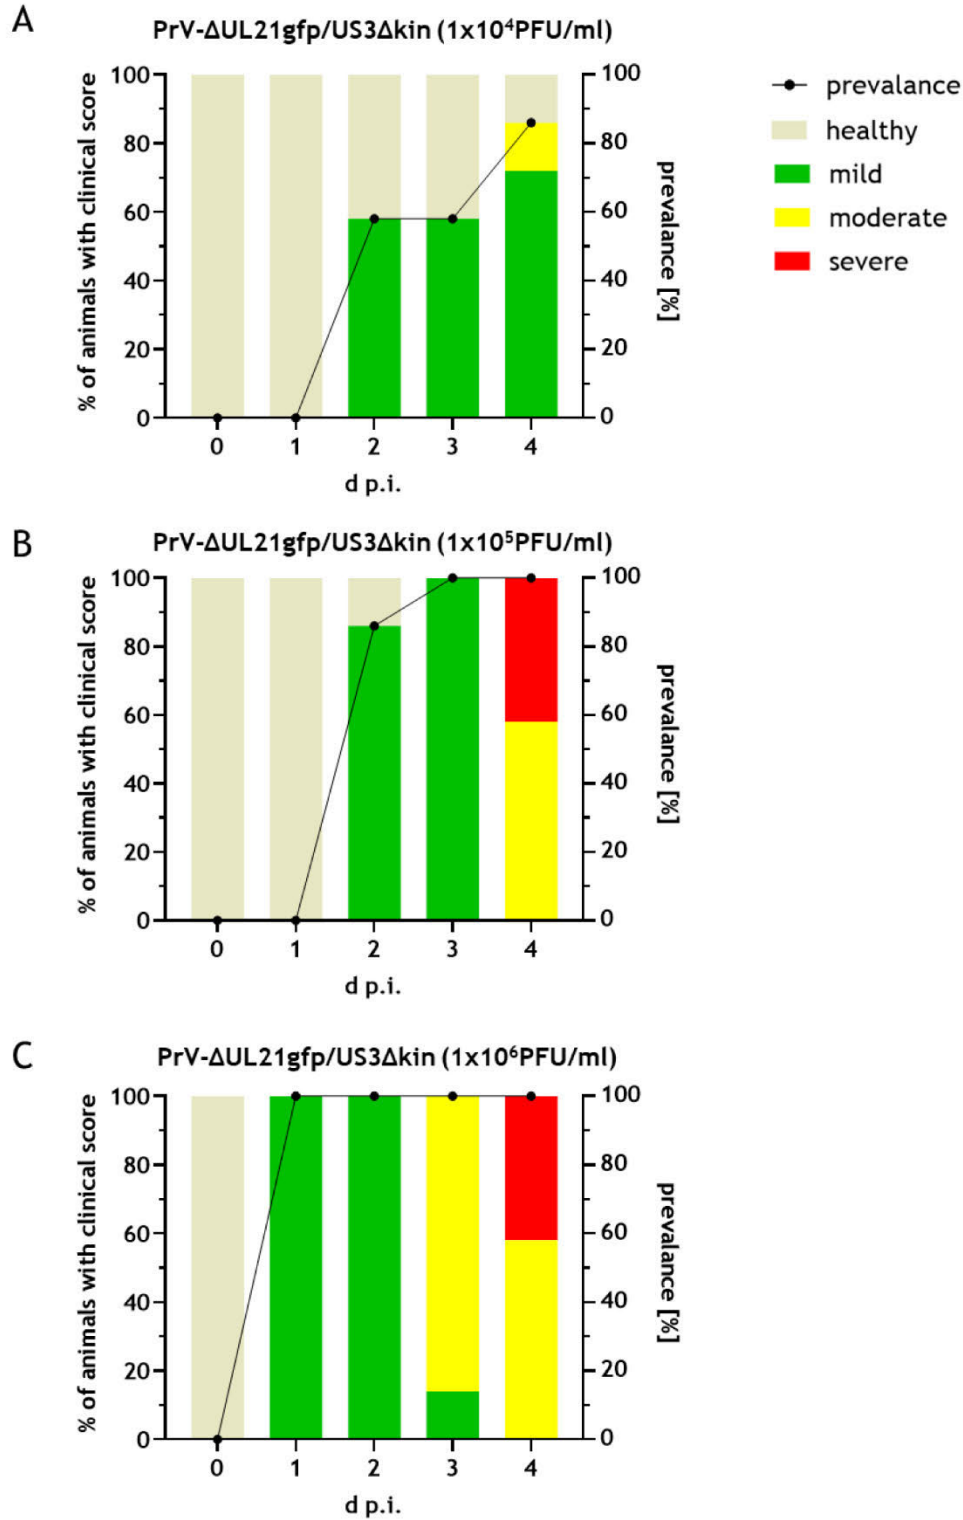 A
PrV-ΔUL21gfp/US3Δkin (1x10⁴PFU/ml)
% of animals with clinical score
100
80
60
40
20
0
100
80
60
40
20
0
prevalance [%]
0 1 2 3 4
d p.i.
prevalance
healthy
mild
moderate
severe
B
PrV-ΔUL21gfp/US3Δkin (1x10⁵PFU/ml)
% of animals with clinical score
100
80
60
40
20
0
100
80
60
40
20
0
prevalance [%]
0 1 2 3 4
d p.i.
C
PrV-ΔUL21gfp/US3Δkin (1x10⁶PFU/ml)
% of animals with clinical score
100
80
60
40
20
0
100
80
60
40
20
0
prevalance [%]
0 1 2 3 4
d p.i.